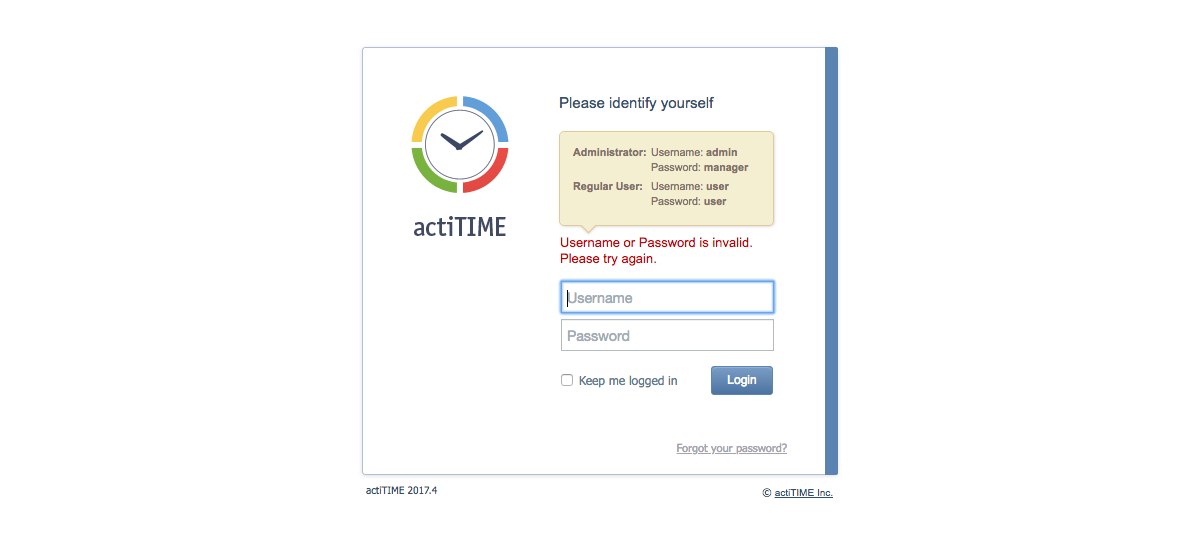 Please identify yourself
Administrator: Username: admin
Password: manager
Regular User: Username: user
Password: user
actiTIME
Username or Password is invalid.
Please try again.
Username
Password
Keep me logged in
Login
Forgot your password?
actiTIME 2017.4
© actiTIME Inc.